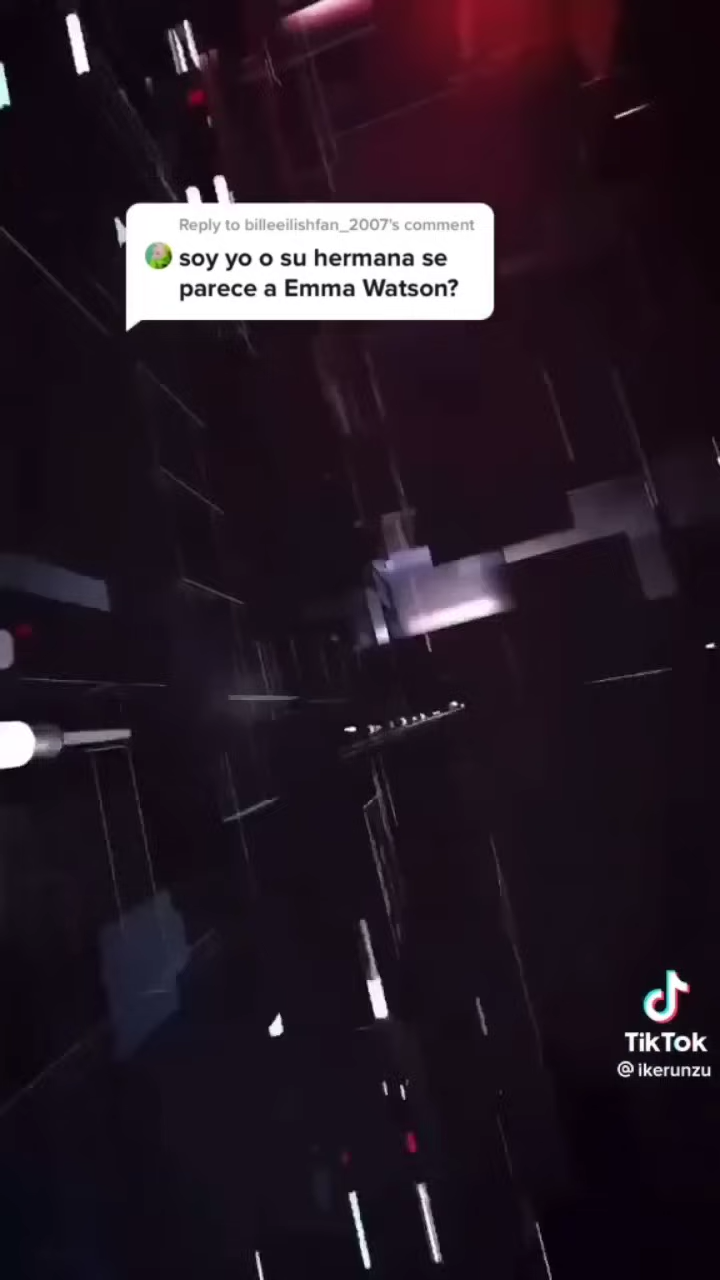 Reply to billeeilishfan_2007's comment
soy yo o su hermana se
parece a Emma Watson?
TikTok
@ikerunzu